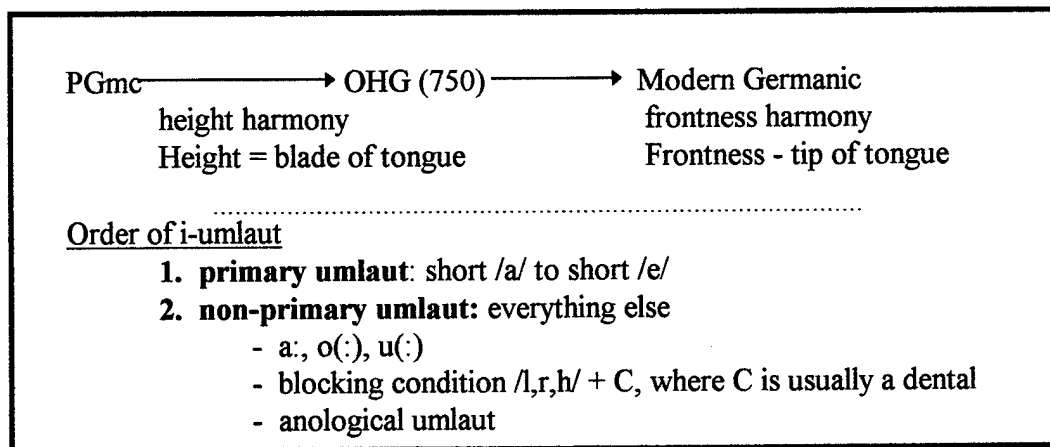 PGmc → OHG (750) → Modern Germanic
height harmony frontness harmony
Height = blade of tongue Frontness - tip of tongue
Order of i-umlaut
1. primary umlaut: short /a/ to short /e/
2. non-primary umlaut: everything else
- a:, o(:), u(:)
- blocking condition /l,r,h/ + C, where C is usually a dental
- anological umlaut